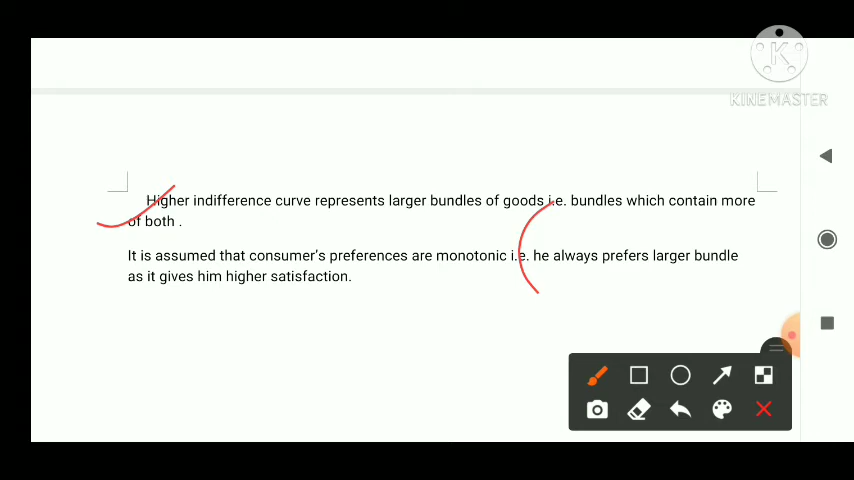 KINEMASTER
Higher indifference curve represents larger bundles of goods i.e. bundles which contain more
of both .
It is assumed that consumer's preferences are monotonic i.e. he always prefers larger bundle
as it gives him higher satisfaction.